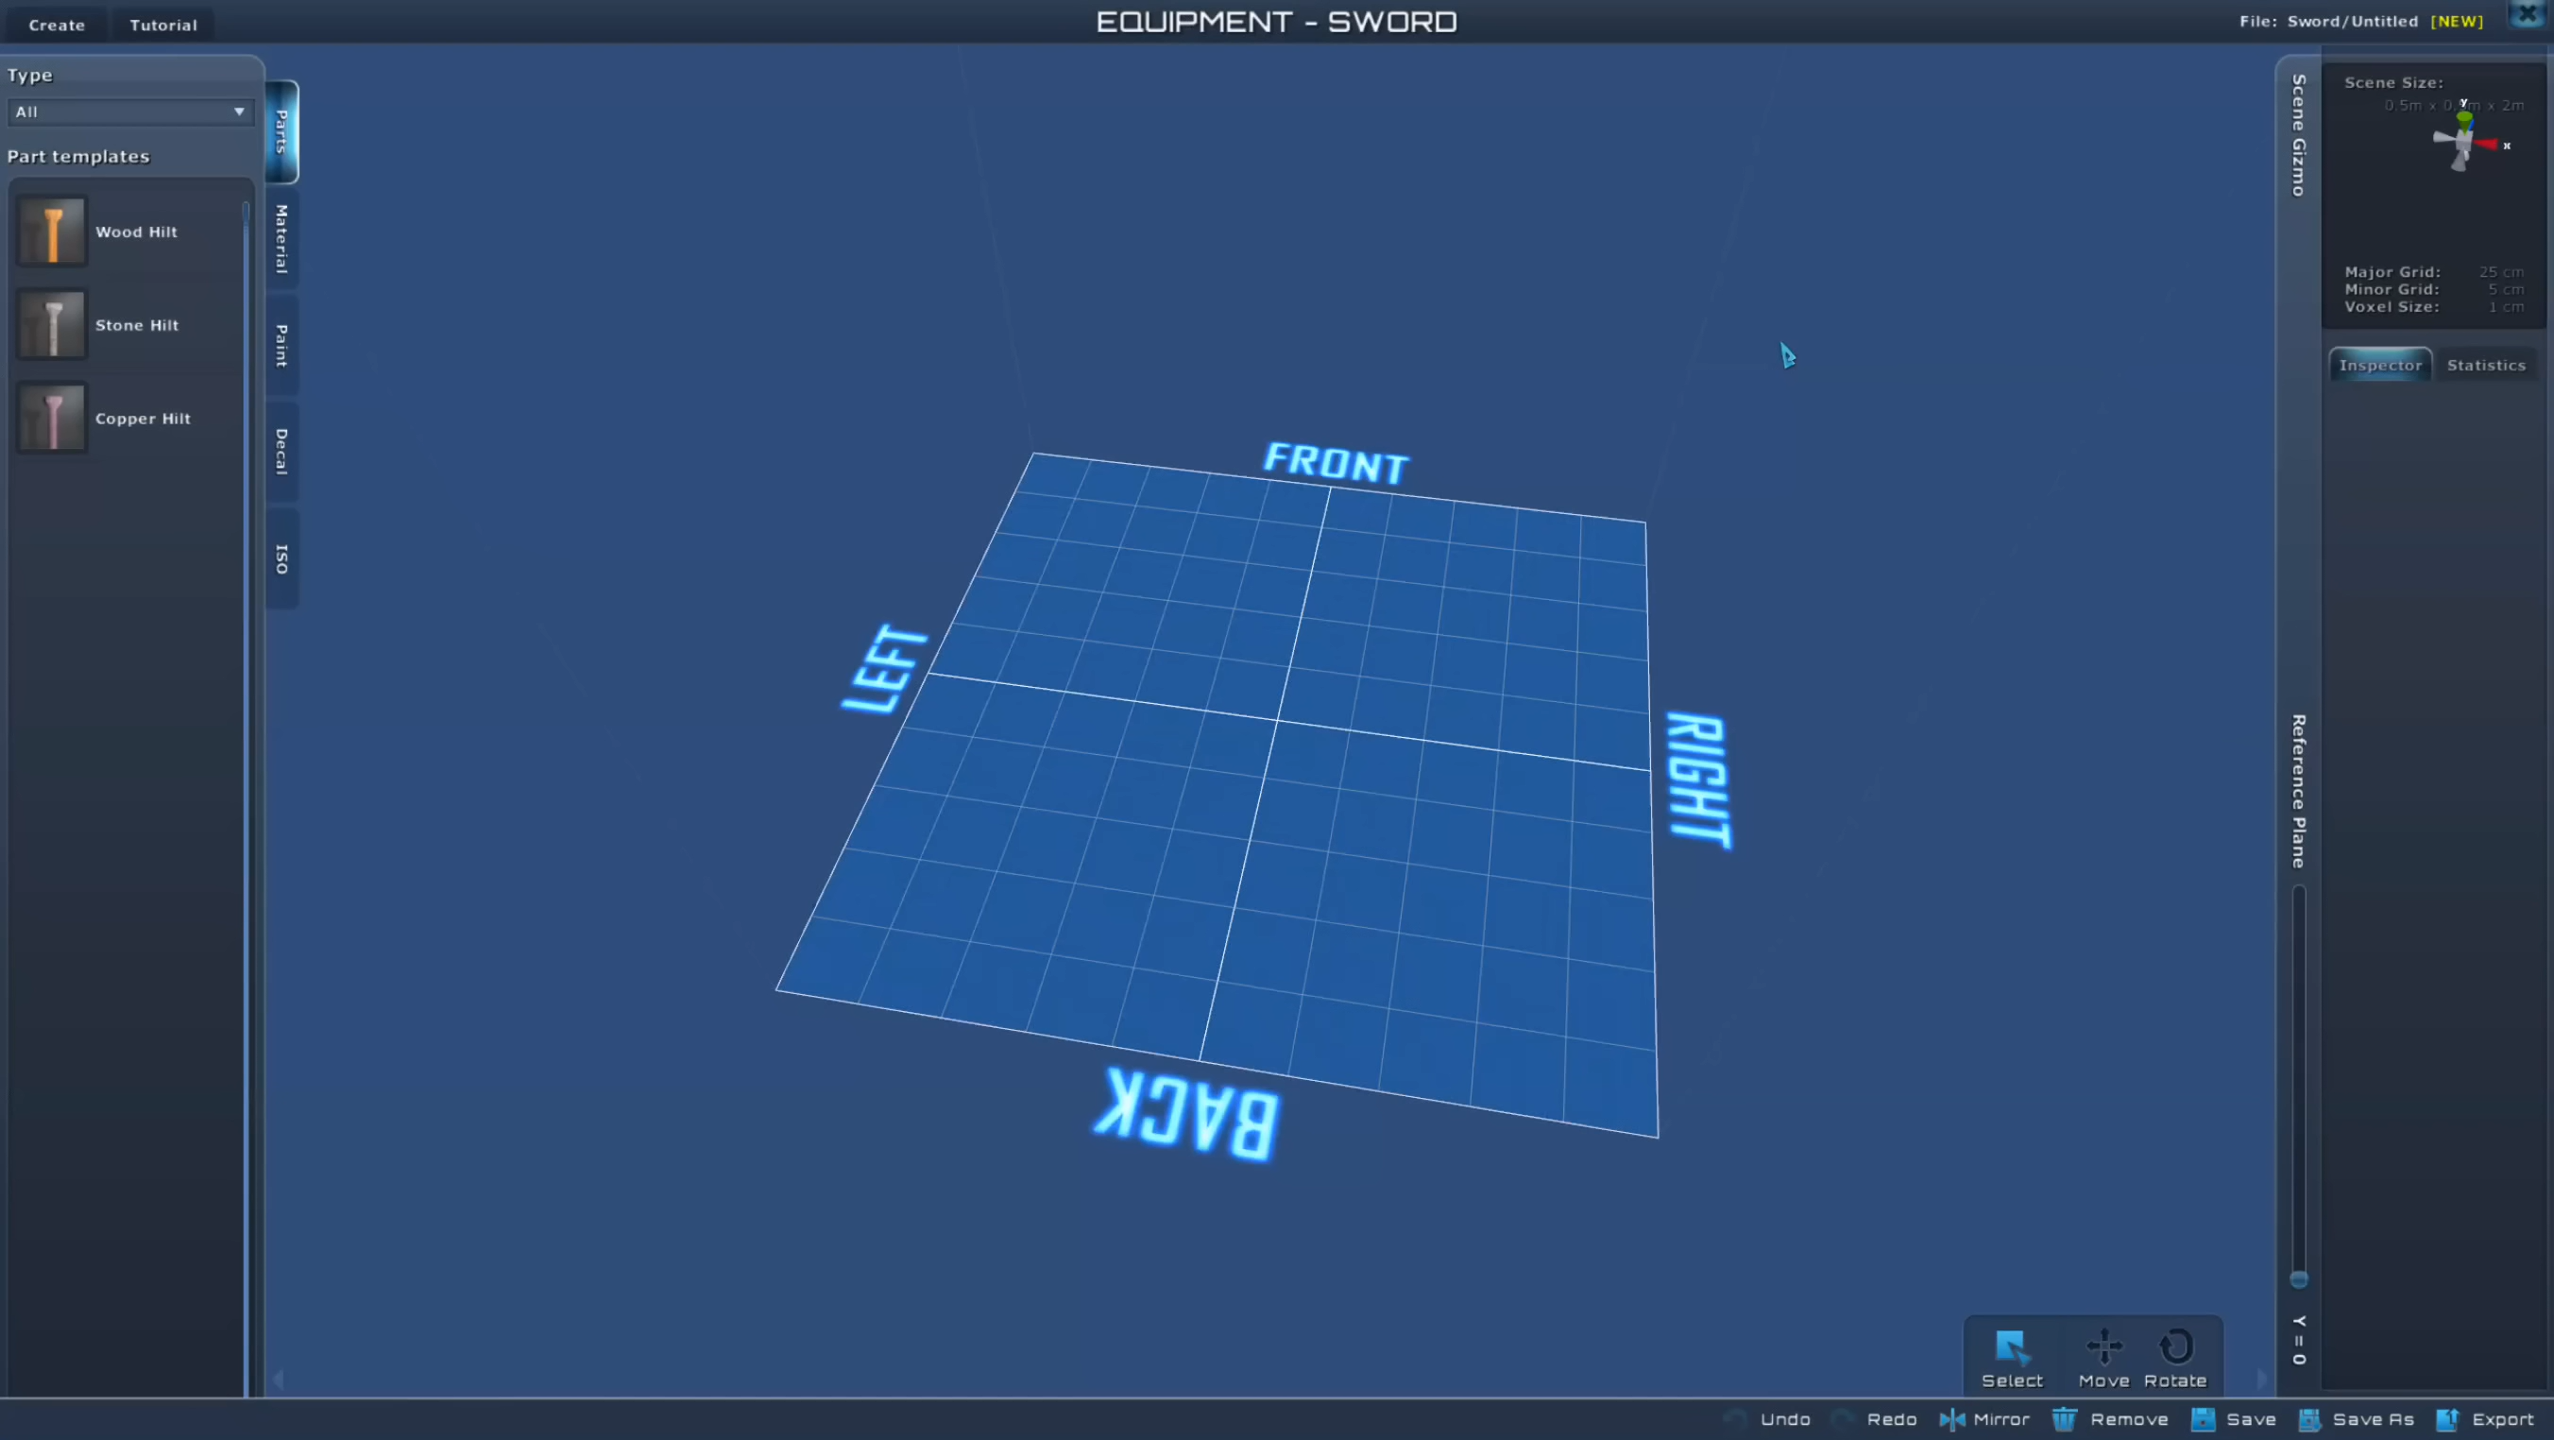 Create
Tutorial
EQUIPMENT - SWORD
File: Sword/Untitled [NEW]
Type
All
Part templates
Wood Hilt
Stone Hilt
Copper Hilt
Parts
Material
Paint
Decal
ISO
FRONT
LEFT
RIGHT
BACK
Scene Gizmo
Scene Size:
Y
x
Major Grid: 25 cm
Minor Grid: 5 cm
Voxel Size: 1 cm
Inspector
Statistics
Reference Plane
Y = 0
Select
Move
Rotate
Undo
Redo
Mirror
Remove
Save
Save As
Export